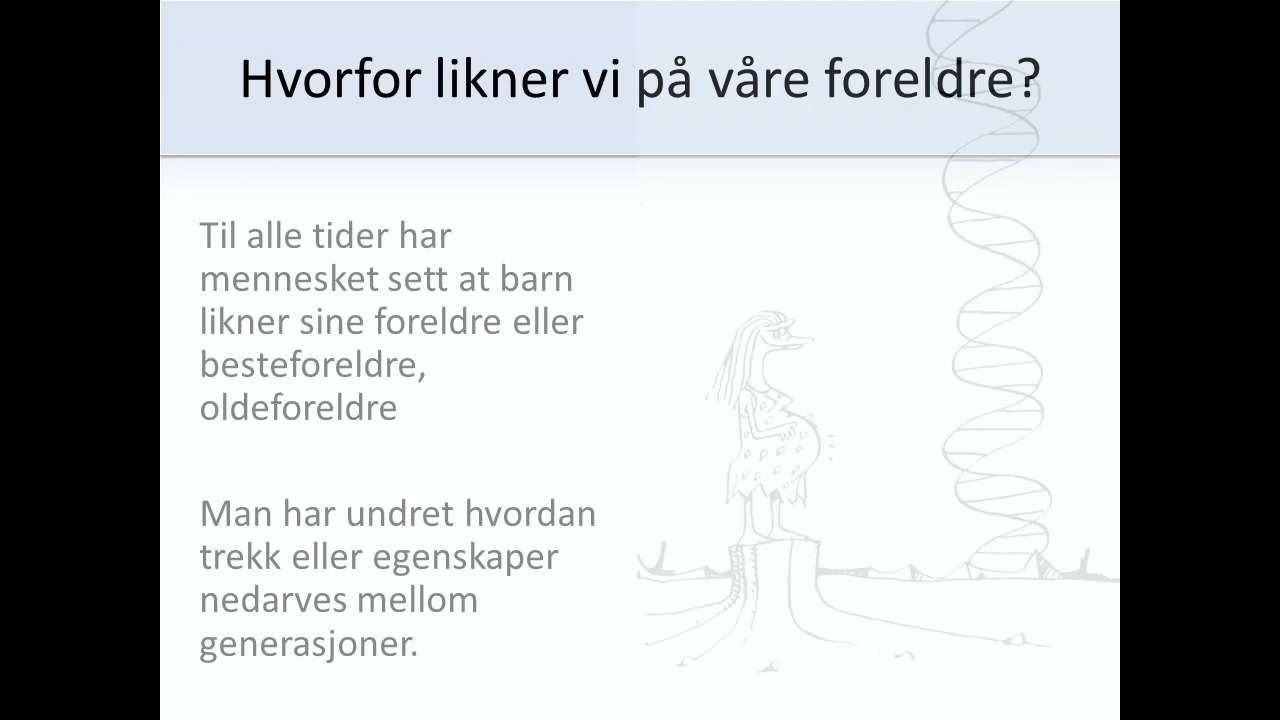 Hvorfor likner vi på våre foreldre?
Til alle tider har
mennesket sett at barn
likner sine foreldre eller
besteforeldre,
oldeforeldre
Man har undret hvordan
trekk eller egenskaper
nedarves mellom
generasjoner.